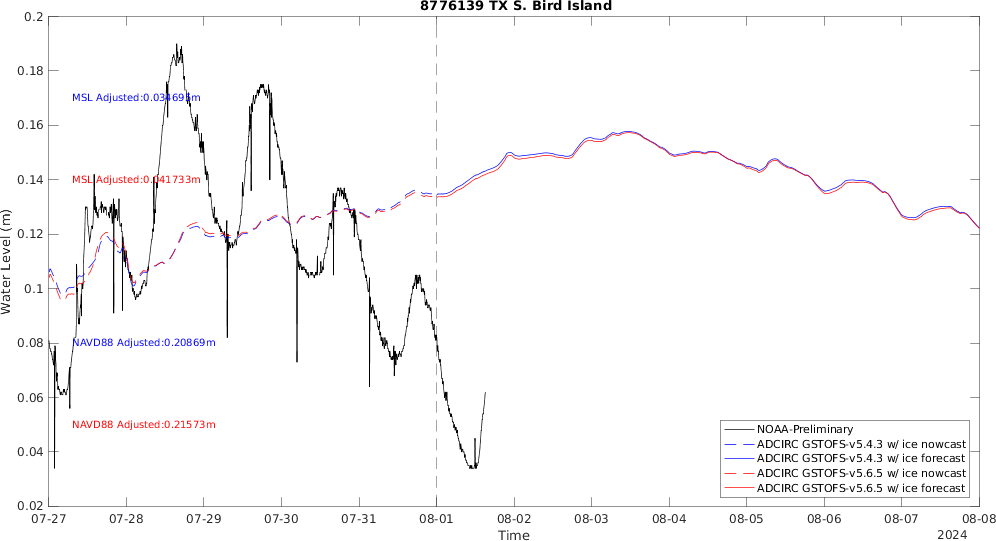 8776139 TX S. Bird Island
0.2
0.18
0.16
0.14
0.12
0.1
0.08
0.06
0.04
0.02
Water Level (m)
MSL Adjusted:0.034695m
MSL Adjusted:0.041733m
NAVD88 Adjusted:0.20869m
NAVD88 Adjusted:0.21573m
NOAA-Preliminary
ADCIRC GSTOFS-v5.4.3 w/ ice nowcast
ADCIRC GSTOFS-v5.4.3 w/ ice forecast
ADCIRC GSTOFS-v5.6.5 w/ ice nowcast
ADCIRC GSTOFS-v5.6.5 w/ ice forecast
07-27 07-28 07-29 07-30 07-31 08-01 08-02 08-03 08-04 08-05 08-06 08-07 08-08
Time
2024